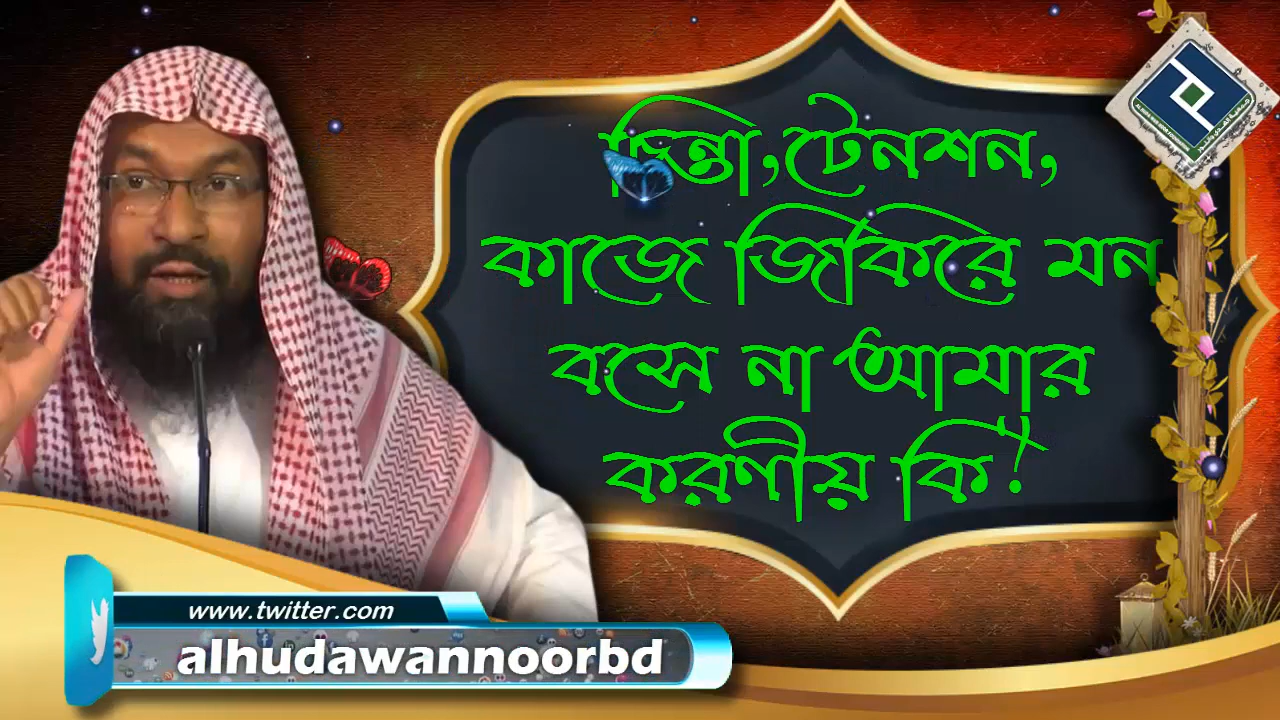 চিন্তা,টেনশন,
কাজে জিকিরে মন
বসে না আমার
করণীয় কি?
www.twitter.com
alhudawannoorbd